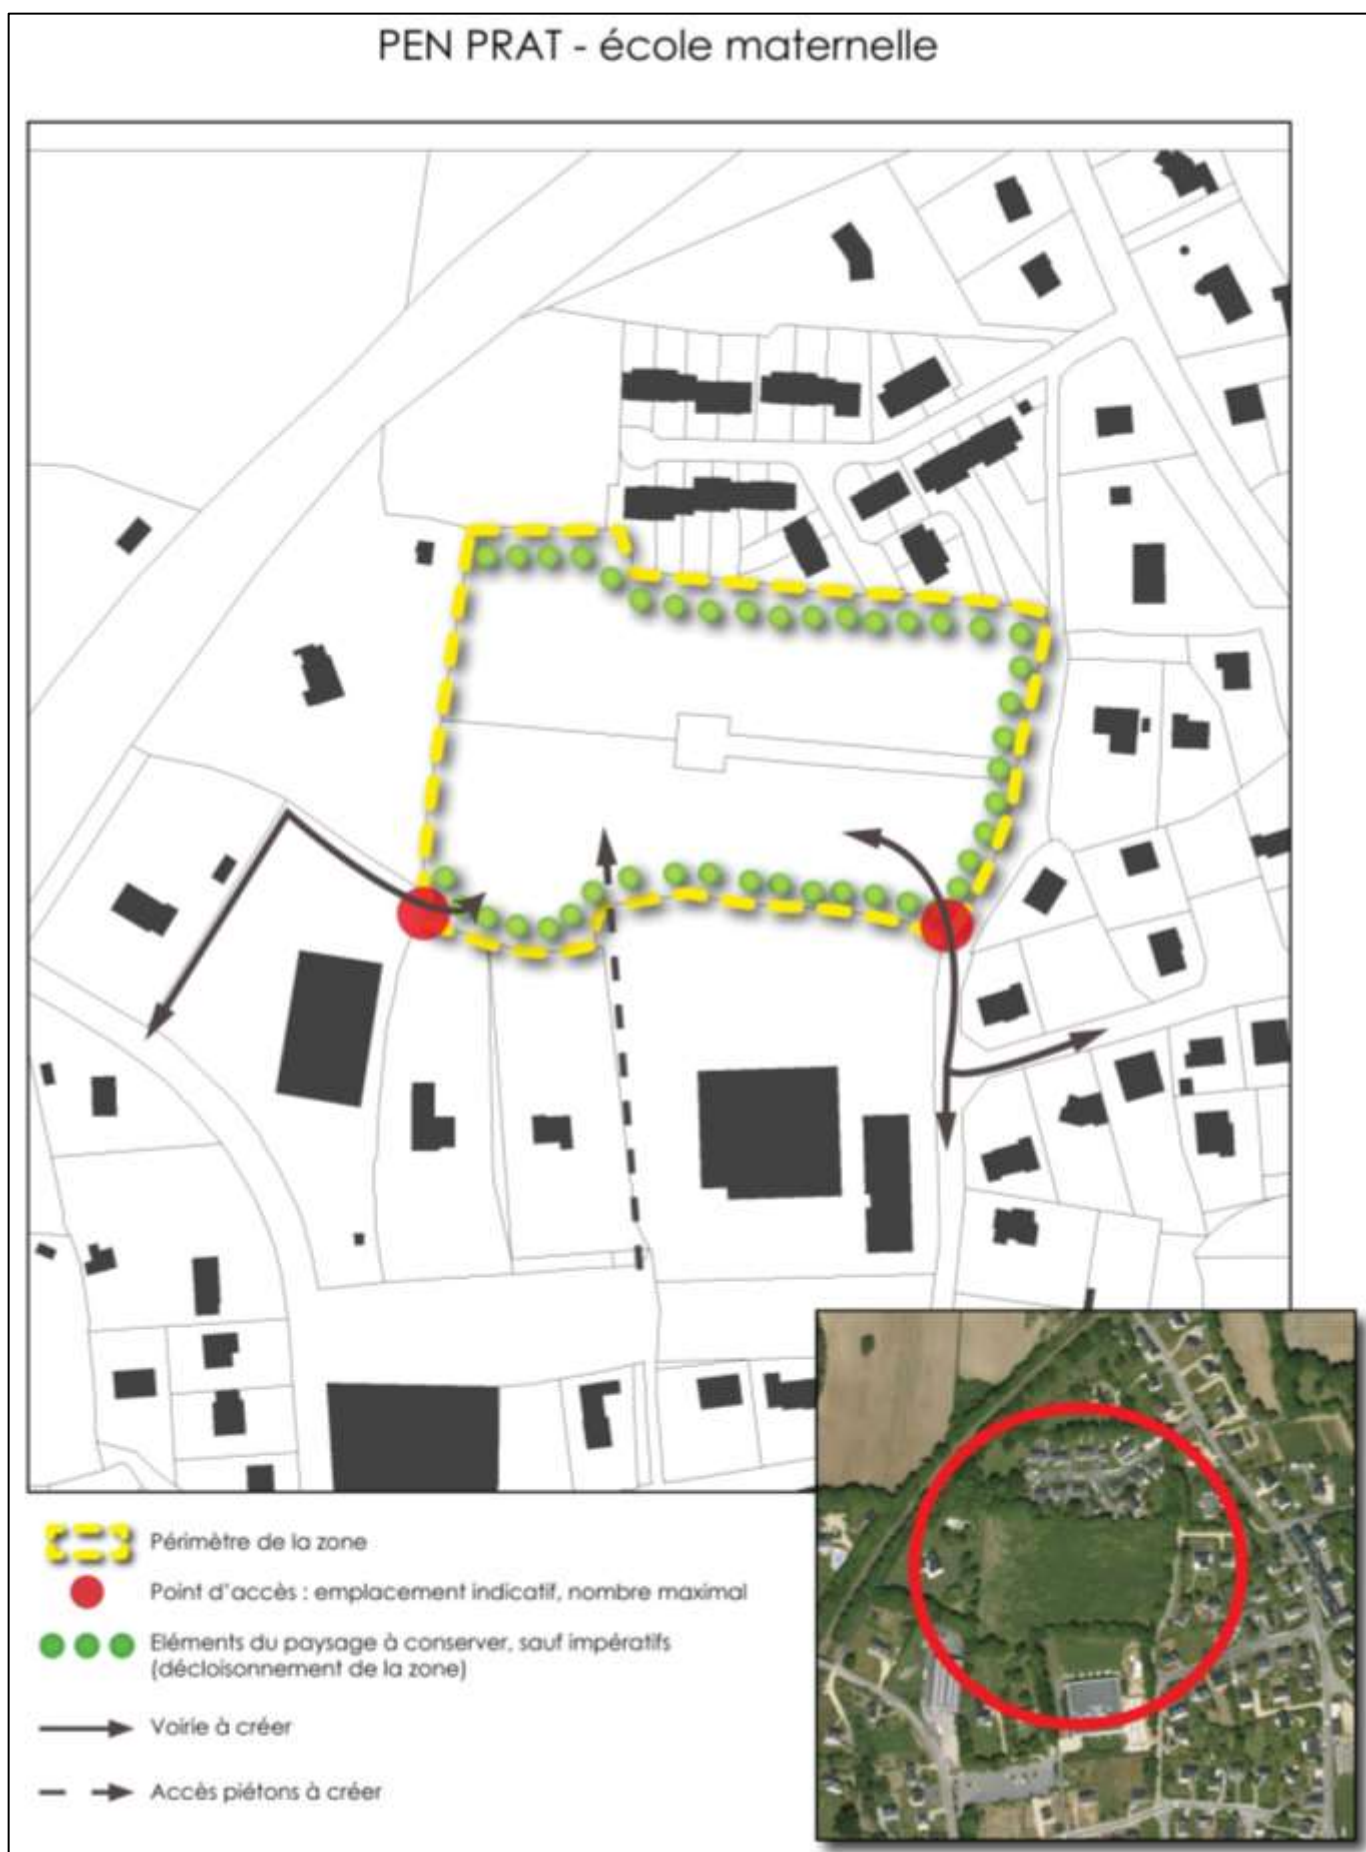 PEN PRAT - école maternelle
Périmètre de la zone
Point d'accès : emplacement indicatif, nombre maximal
Eléments du paysage à conserver, sauf impératifs
(décloisonnement de la zone)
Voirie à créer
Accès piétons à créer